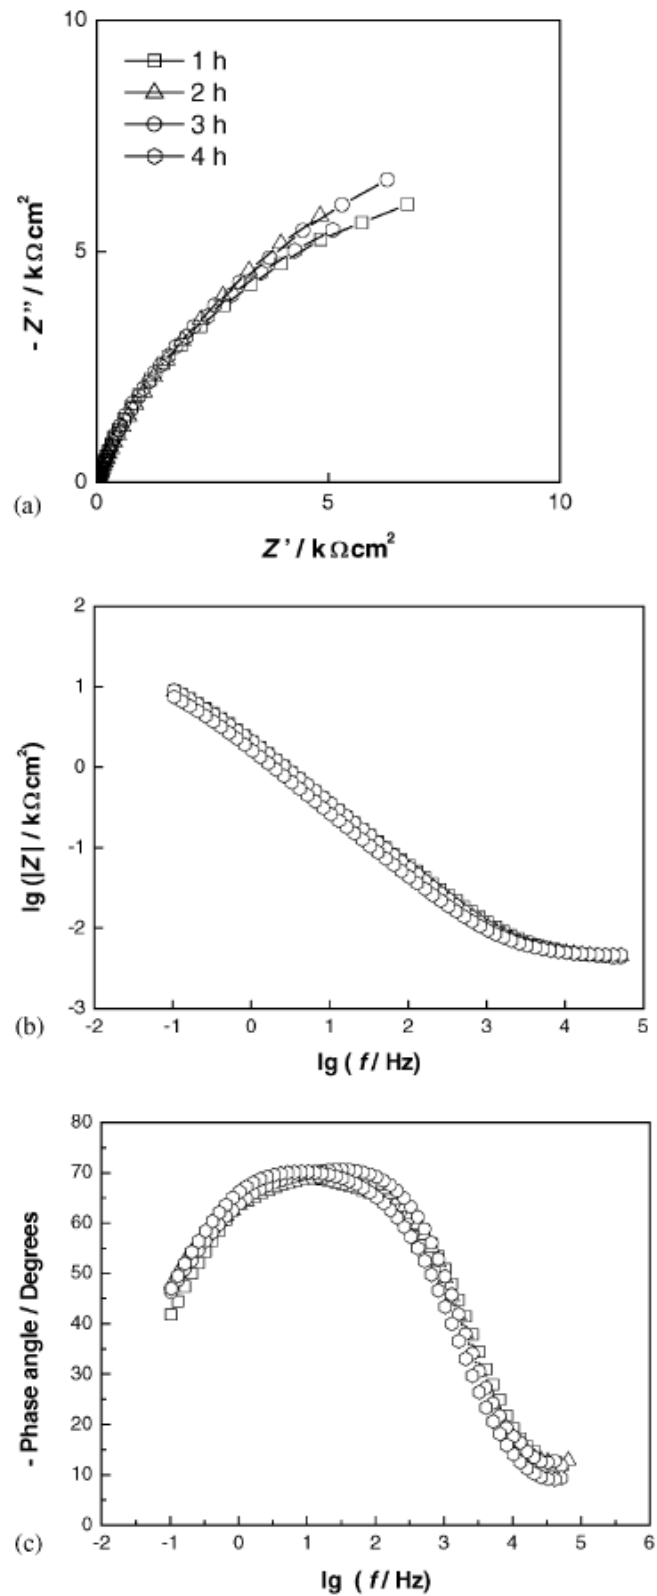 10
1 h
2 h
3 h
4 h
- Z'' / k Ωcm²
5
0
0 5 10
(a)
Z' / k Ωcm²
2
1
0
-1
-2
-3
lg (|Z| / kΩcm²)
-2 -1 0 1 2 3 4 5
(b)
lg ( f / Hz)
80
70
60
50
40
30
20
10
0
- Phase angle / Degrees
-2 -1 0 1 2 3 4 5 6
(c)
lg ( f / Hz)